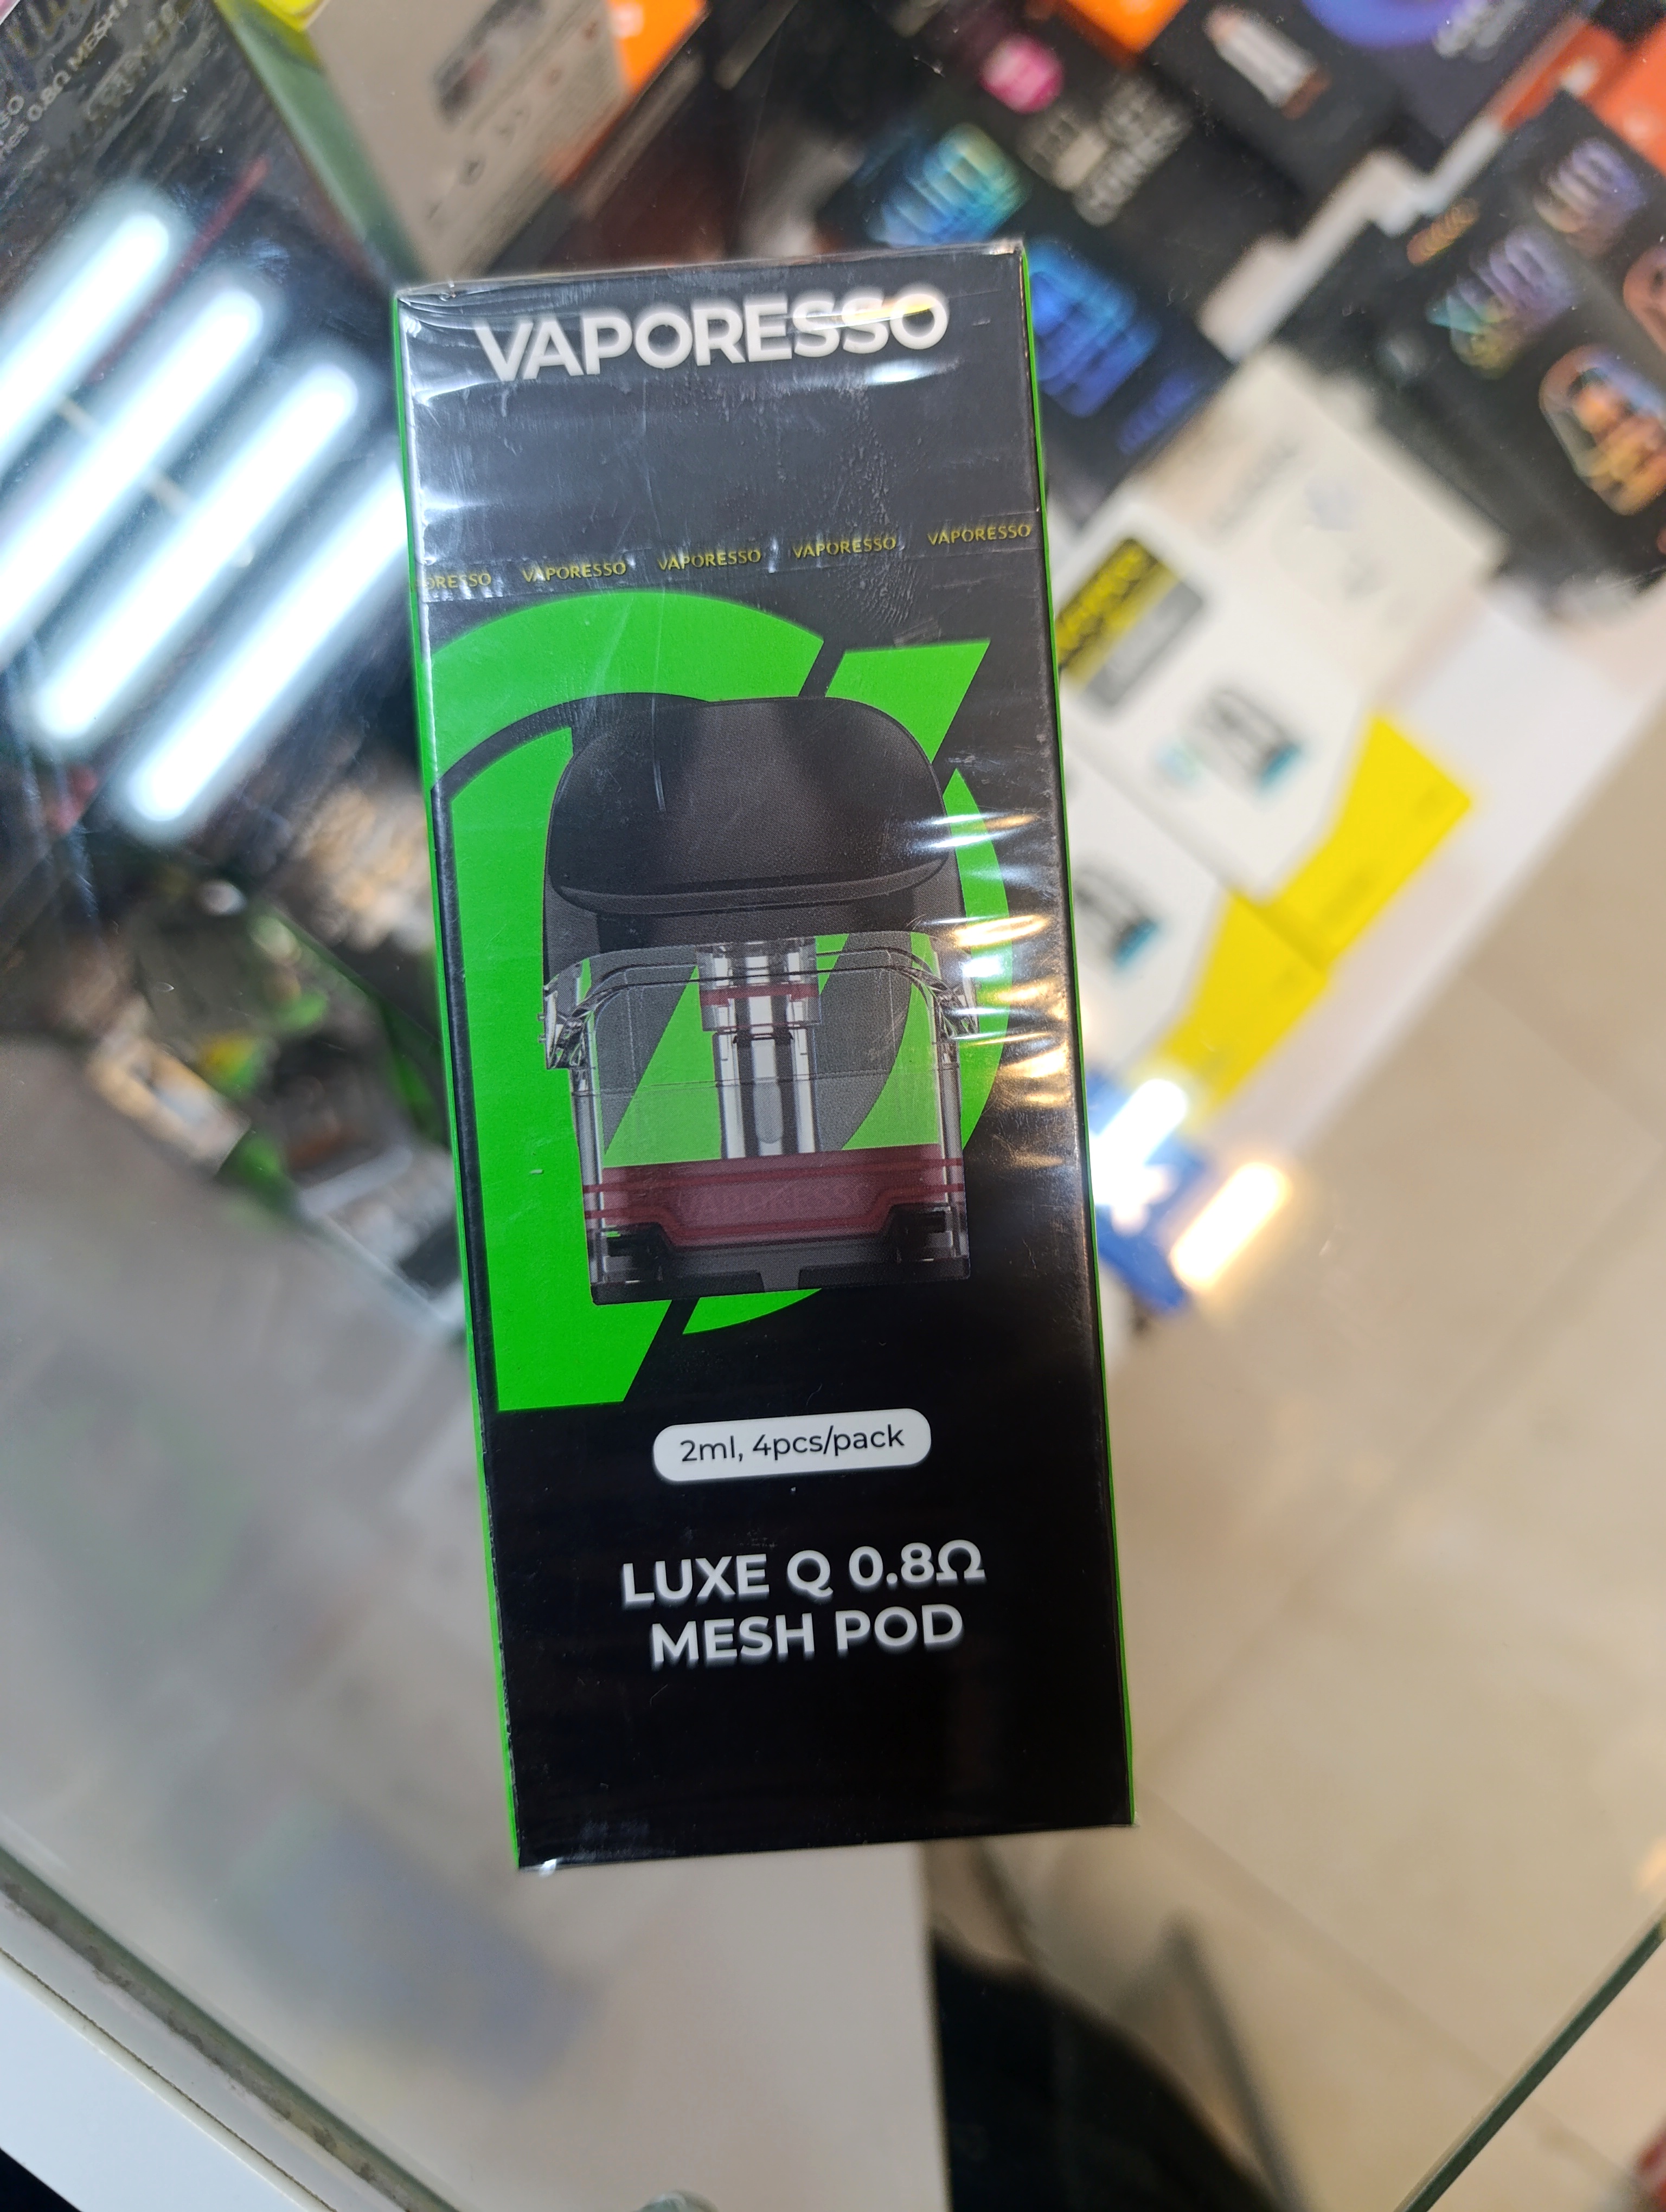 VAPORESSO
ORESSO VAPORESSO VAPORESSO VAPORESSO VAPORESSO
VAPORESSO
2ml, 4pcs/pack
LUXE Q 0.8Ω
MESH POD